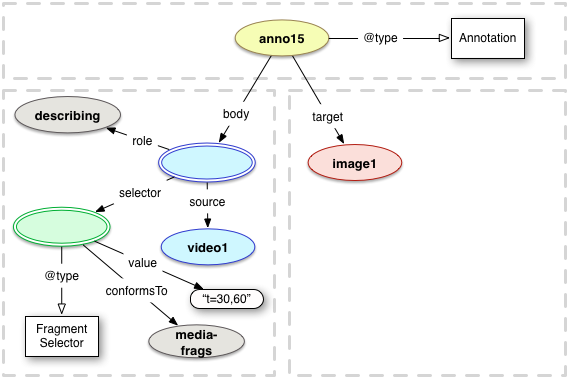 anno15
@type
Annotation
body
target
describing
role
image1
selector
source
video1
@type
value
conformsTo
“t=30,60”
Fragment
Selector
media-
frags